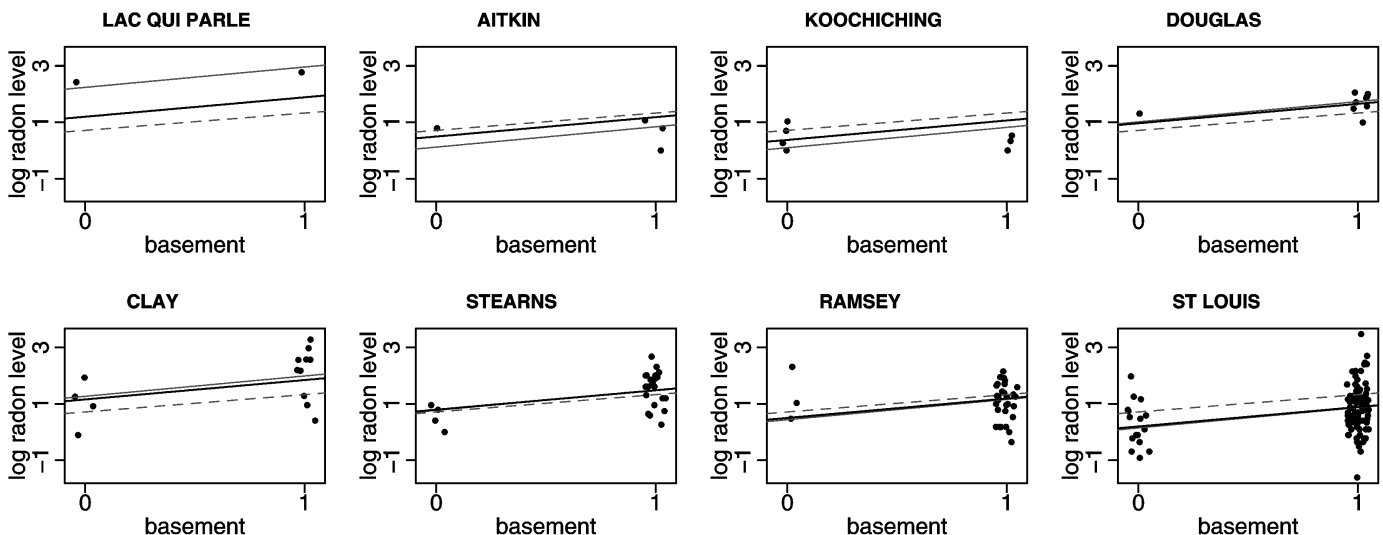 LAC QUI PARLE AITKIN KOOCHICHING DOUGLAS
log radon level log radon level log radon level log radon level
3 3 3 3
1 1 1 1
−1 −1 −1 −1
0 1 0 1 0 1 0 1
basement basement basement basement
CLAY STEARNS RAMSEY ST LOUIS
log radon level log radon level log radon level log radon level
3 3 3 3
1 1 1 1
−1 −1 −1 −1
0 1 0 1 0 1 0 1
basement basement basement basement